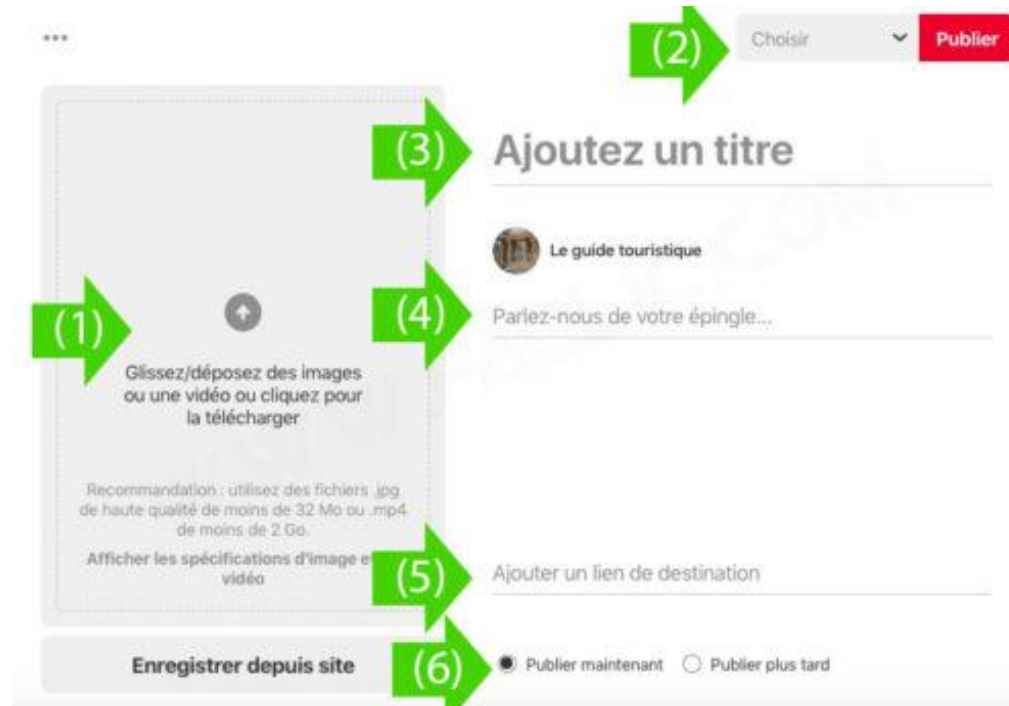 (2)
Choisir
Publier
(3)
Ajoutez un titre
Le guide touristique
(1)
(4)
Parlez-nous de votre épingle...
Glissez/déposez des images
ou une vidéo ou cliquez pour
la télécharger
Recommandation : utilisez des fichiers .jpg
de haute qualité de moins de 32 Mo ou .mp4
de moins de 2 Go.
Afficher les spécifications d'image e
vidéo
(5)
Ajouter un lien de destination
Enregistrer depuis site
(6)
Publier maintenant
Publier plus tard